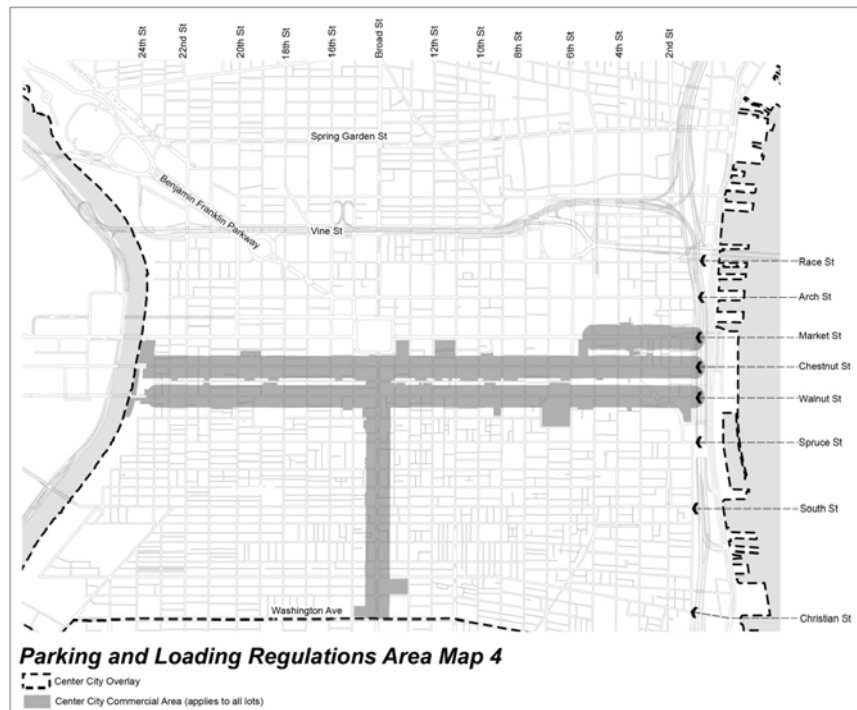 24th St
22nd St
20th St
18th St
16th St
Broad St
12th St
10th St
8th St
6th St
4th St
2nd St
Spring Garden St
Benjamin Franklin Parkway
Vine St
Race St
Arch St
Market St
Chestnut St
Walnut St
Spruce St
South St
Washington Ave
Christian St
Parking and Loading Regulations Area Map 4
Center City Overlay
Center City Commercial Area (applies to all lots)